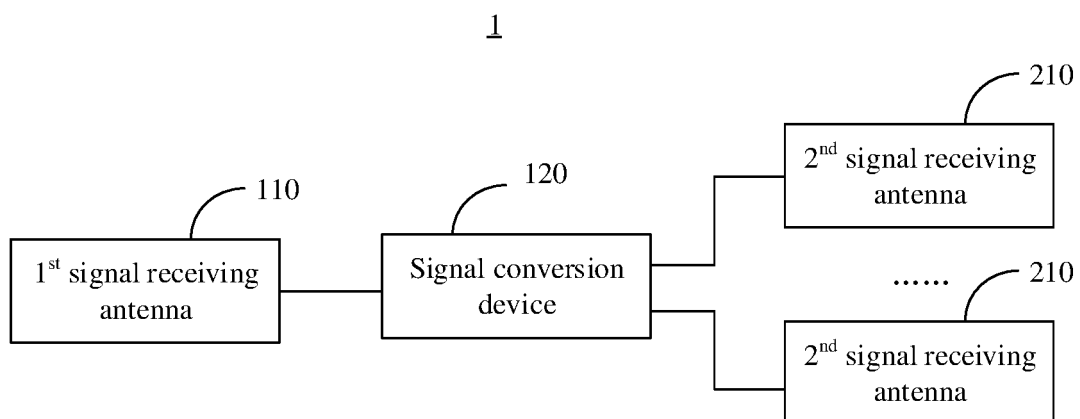 1
210
2nd signal receiving
antenna
120
110
1st signal receiving
antenna
Signal conversion
device
......
210
2nd signal receiving
antenna